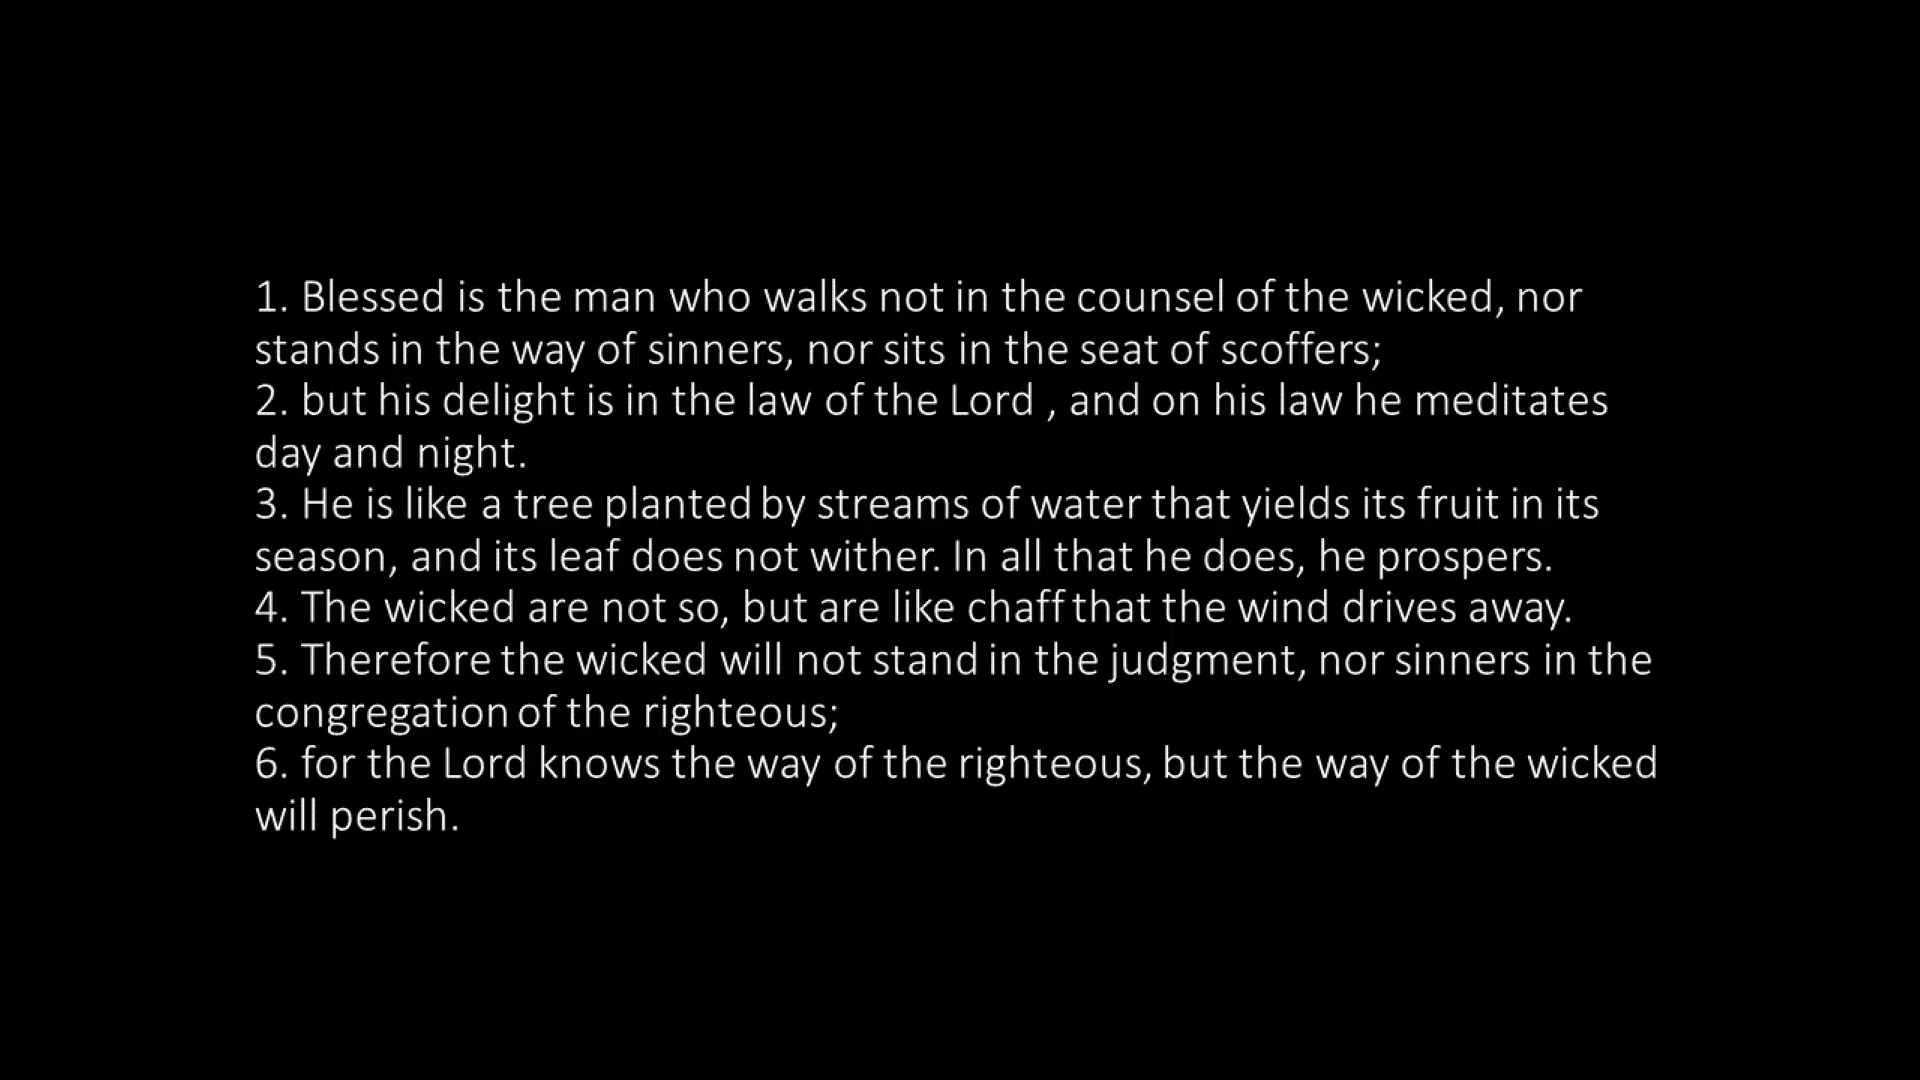 1. Blessed is the man who walks not in the counsel of the wicked, nor
stands in the way of sinners, nor sits in the seat of scoffers;
2. but his delight is in the law of the Lord , and on his law he meditates
day and night.
3. He is like a tree planted by streams of water that yields its fruit in its
season, and its leaf does not wither. In all that he does, he prospers.
4. The wicked are not so, but are like chaff that the wind drives away.
5. Therefore the wicked will not stand in the judgment, nor sinners in the
congregation of the righteous;
6. for the Lord knows the way of the righteous, but the way of the wicked
will perish.